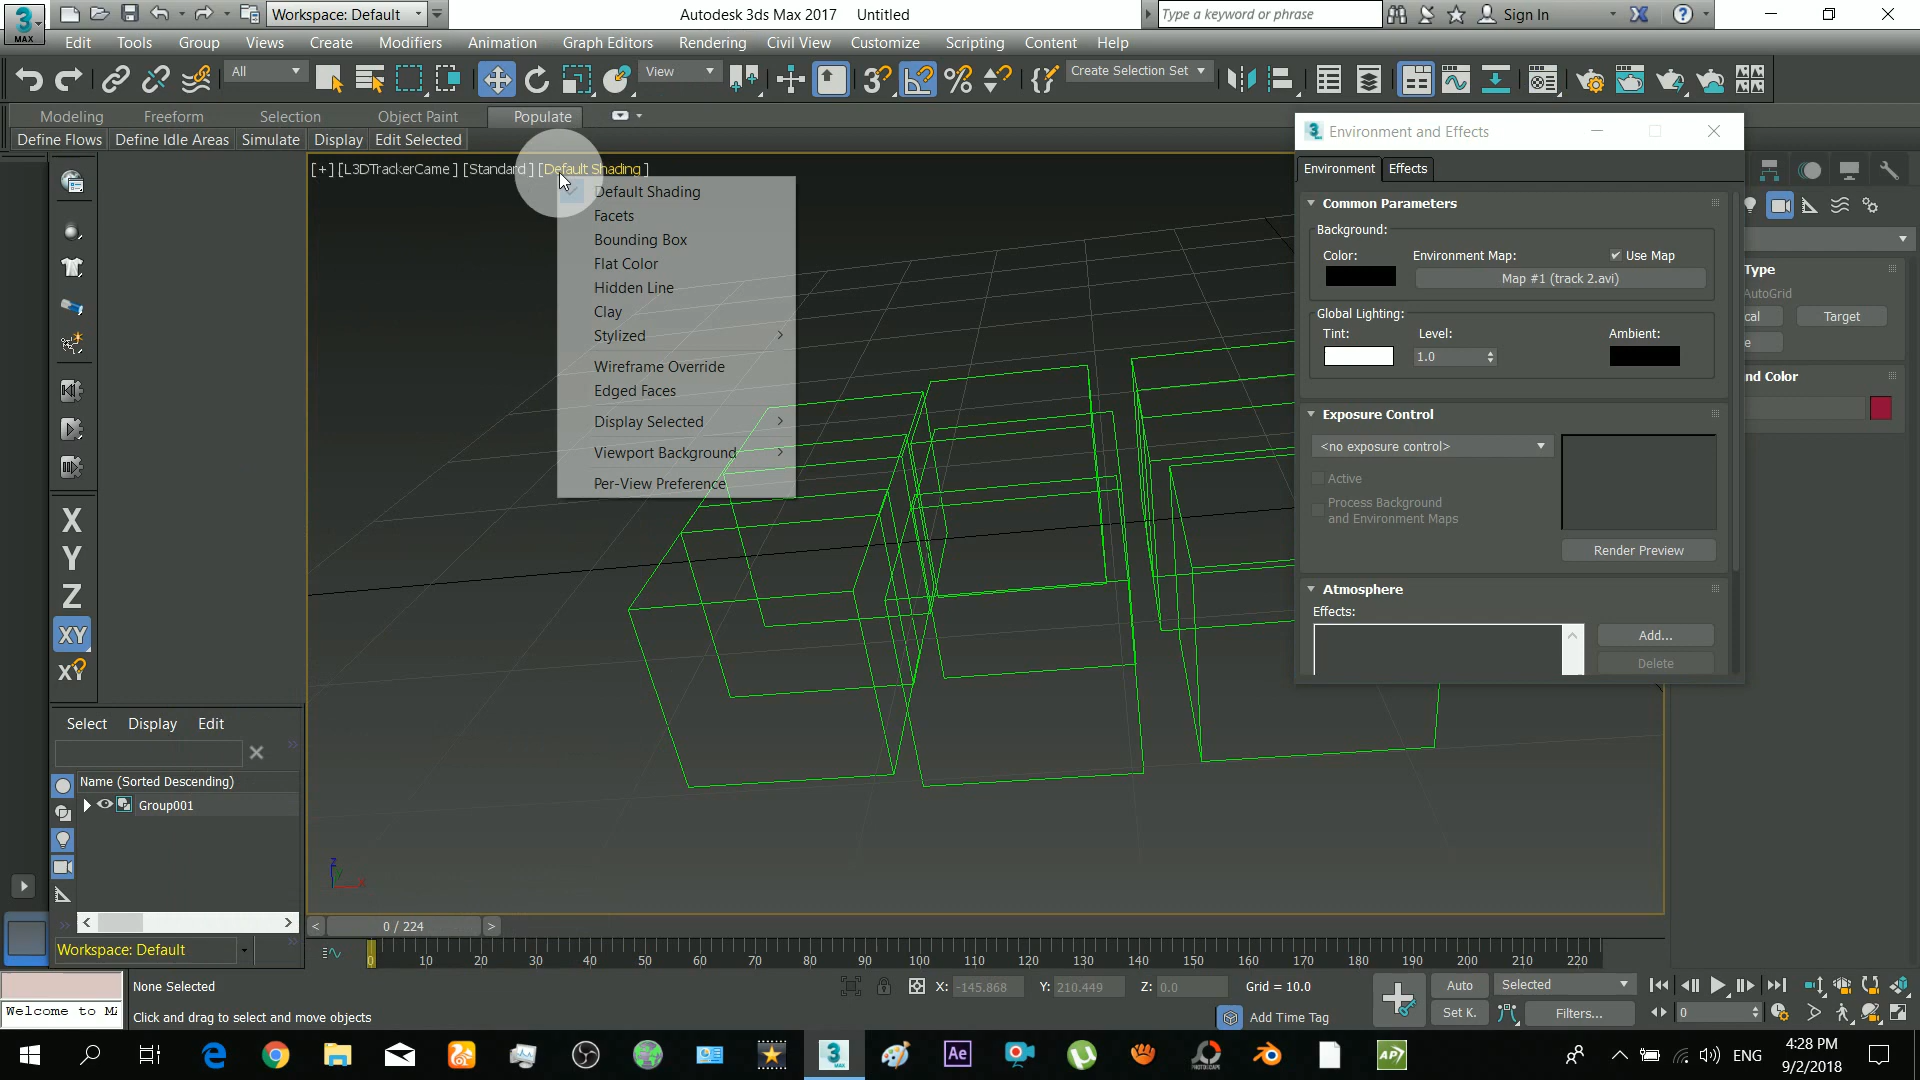 Workspace: Default
Autodesk 3ds Max 2017 Untitled
Type a keyword or phrase
Sign In
MAX
Edit Tools Group Views Create Modifiers Animation Graph Editors Rendering Civil View Customize Scripting Content Help
All
View
Create Selection Set
Modeling Freeform Selection Object Paint Populate
Define Flows Define Idle Areas Simulate Display Edit Selected
[+] [L3DTrackerCame ] [Standard ] [Default Shading ]
Default Shading
Facets
Bounding Box
Flat Color
Hidden Line
Clay
Stylized
Wireframe Override
Edged Faces
Display Selected
Viewport Background
Per-View Preference
Environment and Effects
Environment Effects
Common Parameters
Background:
Color: Environment Map: Use Map
Map #1 (track 2.avi)
Global Lighting:
Tint: Level: Ambient:
1.0
Exposure Control
<no exposure control>
Active
Process Background
and Environment Maps
Render Preview
Atmosphere
Effects:
Add...
Delete
Type
AutoGrid
cal Target
e
nd Color
X
Y
Z
XY
XY
Select Display Edit
Name (Sorted Descending)
Group001
Workspace: Default
z
y
x
0 / 224
0 10 20 30 40 50 60 70 80 90 100 110 120 130 140 150 160 170 180 190 200 210 220
None Selected
X: -145.868 Y: 210.449 Z: 0.0 Grid = 10.0
Auto Selected
Welcome to MA
Click and drag to select and move objects
Add Time Tag
Set K. Filters... 0
Ae
PHOTOSCAPE
AP7
ENG
4:28 PM
9/2/2018